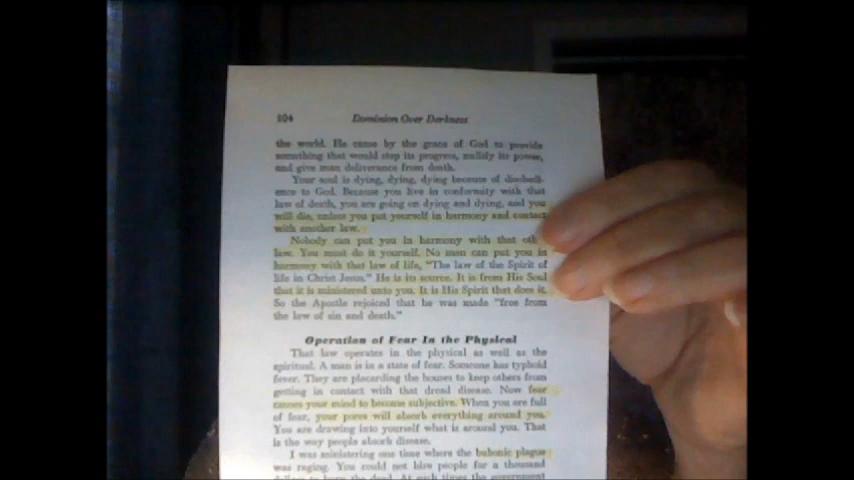 104 Dominion Over Darkness
the world. He came by the grace of God to provide
something that would stop its progress, nullify its power,
and give man deliverance from death.
Your soul is dying, dying, dying because of disobedi-
ence to God. Because you live in conformity with that
law of death, you are going on dying and dying, and you
will die, unless you put yourself in harmony and contact
with another law.
Nobody can put you in harmony with that oth
law. You must do it yourself. No man can put you in
harmony with that law of life, "The law of the Spirit of
life in Christ Jesus." He is its source. It is from His Soul
that it is ministered unto you. It is His Spirit that does it.
So the Apostle rejoiced that he was made "free from
the law of sin and death."
Operation of Fear In the Physical
That law operates in the physical as well as the
spiritual. A man is in a state of fear. Someone has typhoid
fever. They are placarding the houses to keep others from
getting in contact with that dread disease. Now fear
causes your mind to become subjective. When you are full
of fear, your pores will absorb everything around you.
You are drawing into yourself what is around you. That
is the way people absorb disease.
I was ministering one time where the bubonic plague
was raging. You could not hire people for a thousand
dollars to bury the dead. At such times the government